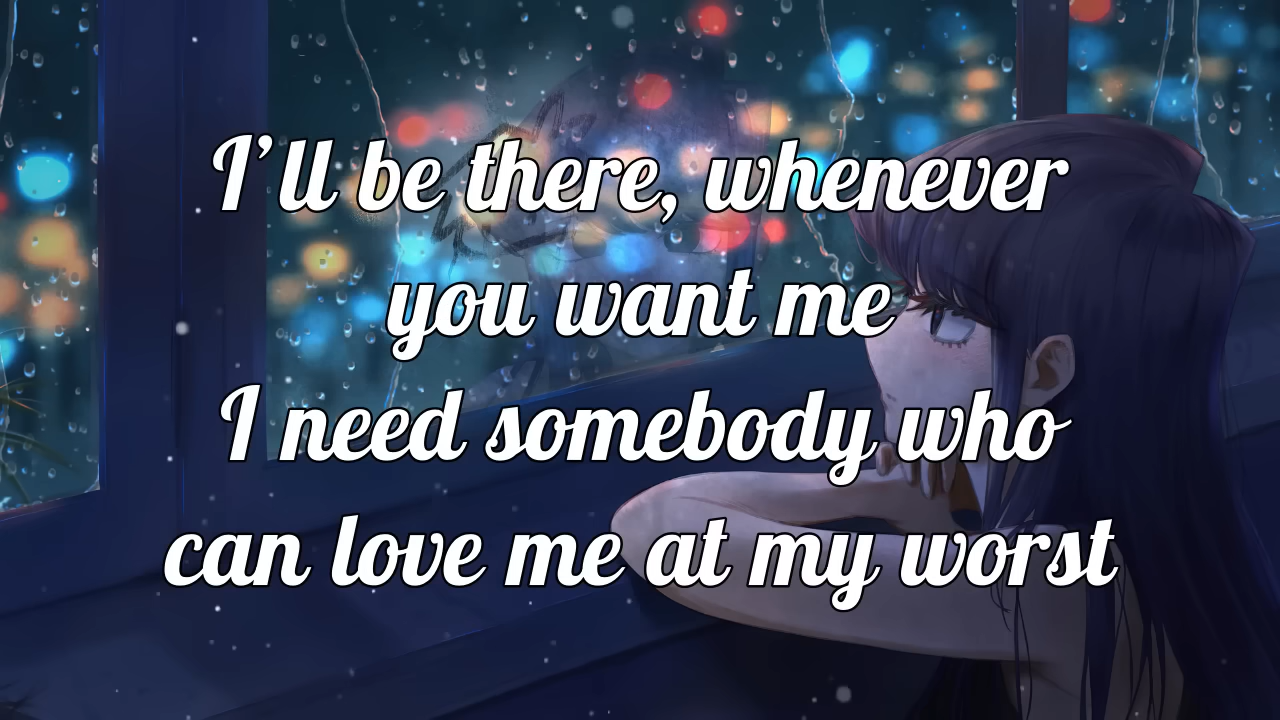 I’ll be there, whenever
you want me
I need somebody who
can love me at my worst